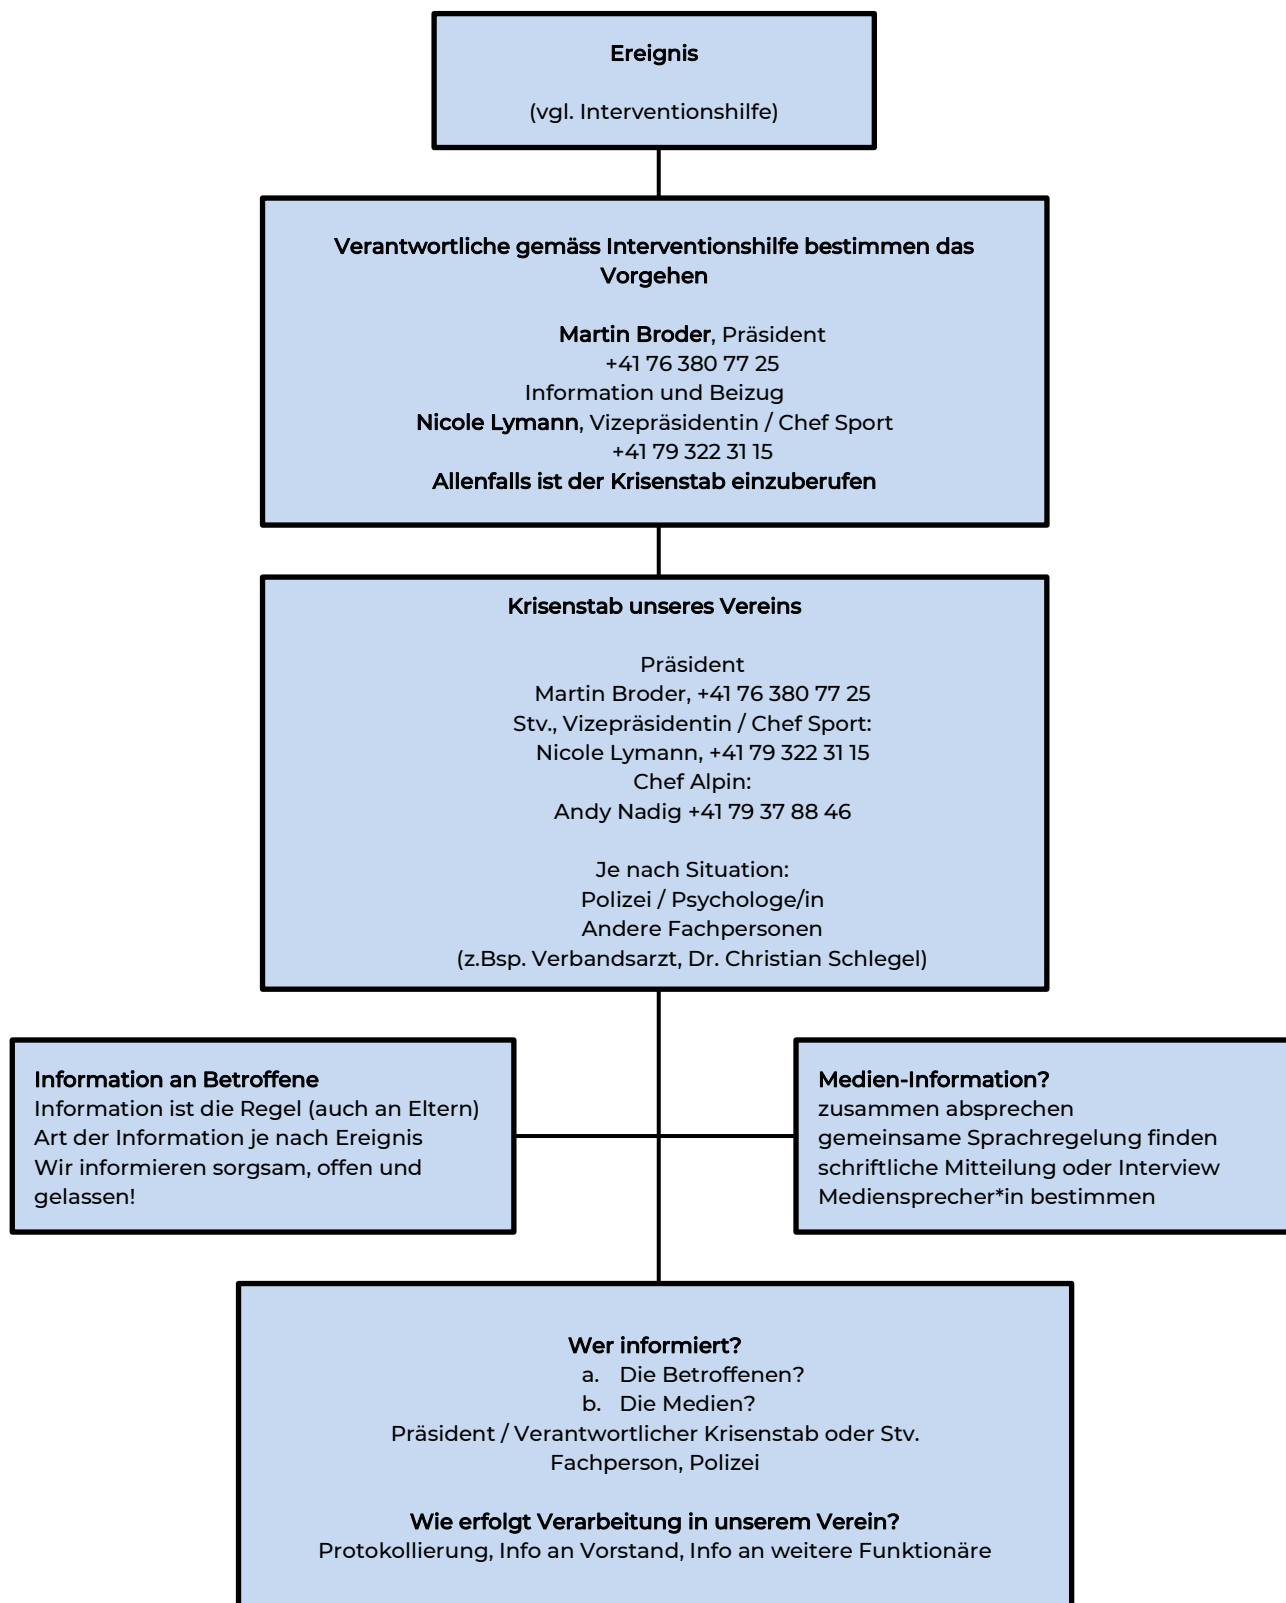 Ereignis
(vgl. Interventionshilfe)
Verantwortliche gemäss Interventionshilfe bestimmen das
Vorgehen
Martin Broder, Präsident
+41 76 380 77 25
Information und Beizug
Nicole Lymann, Vizepräsidentin / Chef Sport
+41 79 322 31 15
Allenfalls ist der Krisenstab einzuberufen
Krisenstab unseres Vereins
Präsident
Martin Broder, +41 76 380 77 25
Stv., Vizepräsidentin / Chef Sport:
Nicole Lymann, +41 79 322 31 15
Chef Alpin:
Andy Nadig +41 79 37 88 46
Je nach Situation:
Polizei / Psychologe/in
Andere Fachpersonen
(z.Bsp. Verbandsarzt, Dr. Christian Schlegel)
Information an Betroffene
Information ist die Regel (auch an Eltern)
Art der Information je nach Ereignis
Wir informieren sorgsam, offen und
gelassen!
Medien-Information?
zusammen absprechen
gemeinsame Sprachregelung finden
schriftliche Mitteilung oder Interview
Mediensprecher*in bestimmen
Wer informiert?
a. Die Betroffenen?
b. Die Medien?
Präsident / Verantwortlicher Krisenstab oder Stv.
Fachperson, Polizei
Wie erfolgt Verarbeitung in unserem Verein?
Protokollierung, Info an Vorstand, Info an weitere Funktionäre